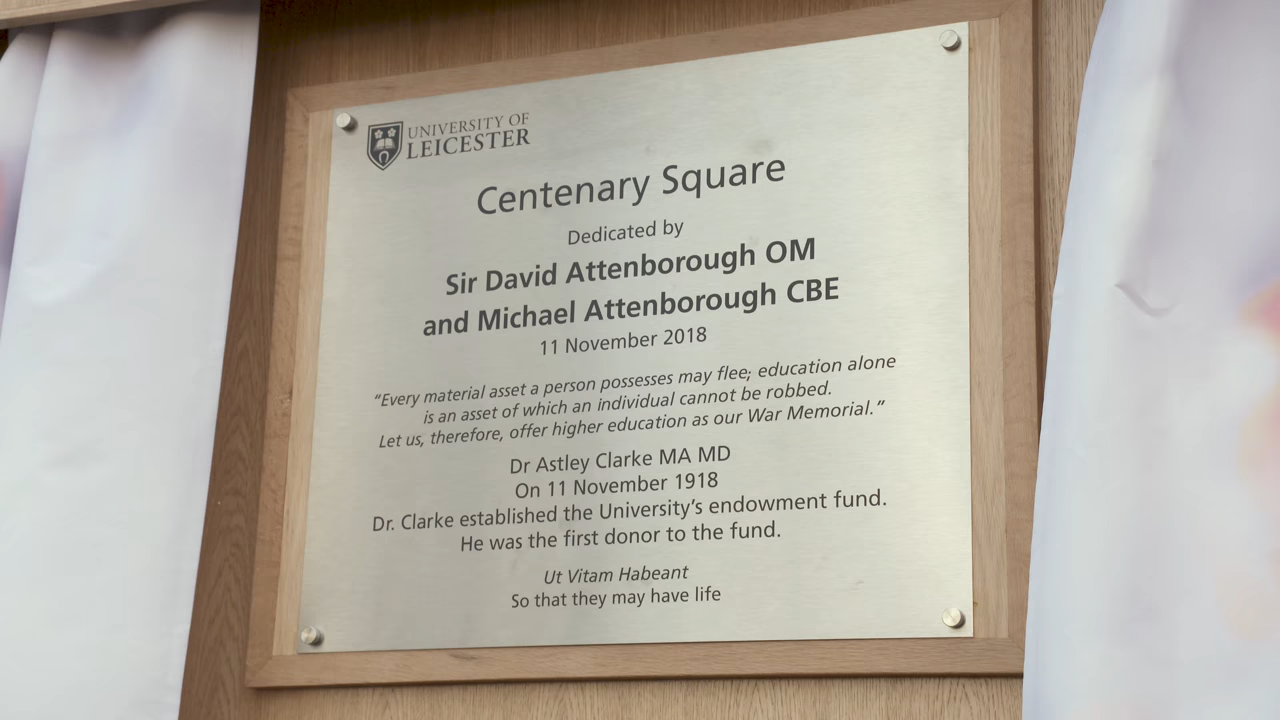 UNIVERSITY OF
LEICESTER
Centenary Square
Dedicated by
Sir David Attenborough OM
and Michael Attenborough CBE
11 November 2018
“Every material asset a person possesses may flee; education alone
is an asset of which an individual cannot be robbed.
Let us, therefore, offer higher education as our War Memorial.”
Dr Astley Clarke MA MD
On 11 November 1918
Dr. Clarke established the University’s endowment fund.
He was the first donor to the fund.
Ut Vitam Habeant
So that they may have life